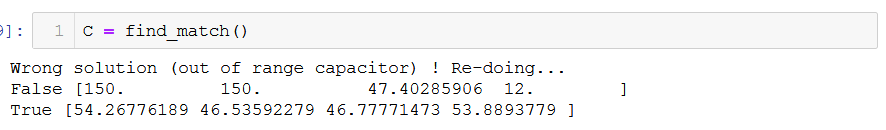 ]: 1 C = find_match()
Wrong solution (out of range capacitor) ! Re-doing...
False [150. 150. 47.40285906 12. ]
True [54.26776189 46.53592279 46.77771473 53.8893779 ]